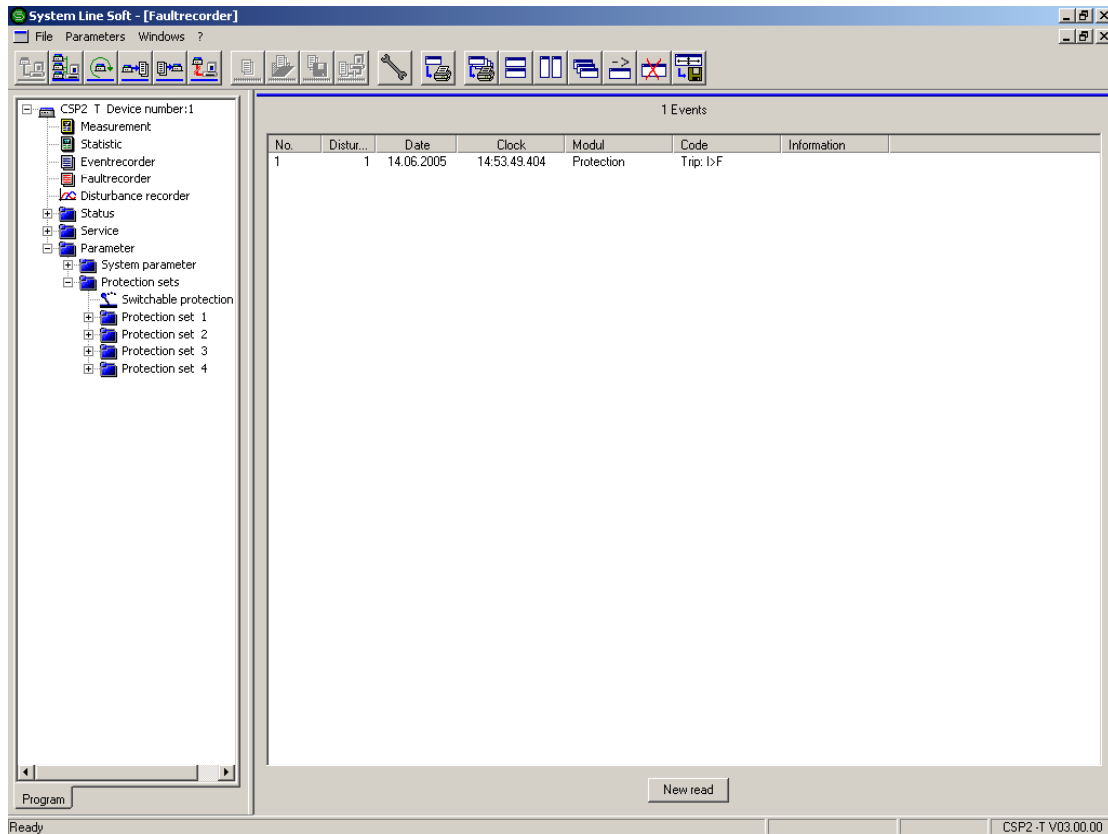 System Line Soft - [Faultrecorder]
File Parameters Windows ?
CSP2 T Device number:1
Measurement
Statistic
Eventrecorder
Faultrecorder
Disturbance recorder
Status
Service
Parameter
System parameter
Protection sets
Switchable protection
Protection set 1
Protection set 2
Protection set 3
Protection set 4
Program
1 Events
No. Distur... Date Clock Modul Code Information
1 1 14.06.2005 14:53.49.404 Protection Trip: I>F
New read
Ready CSP2 -T V03.00.00